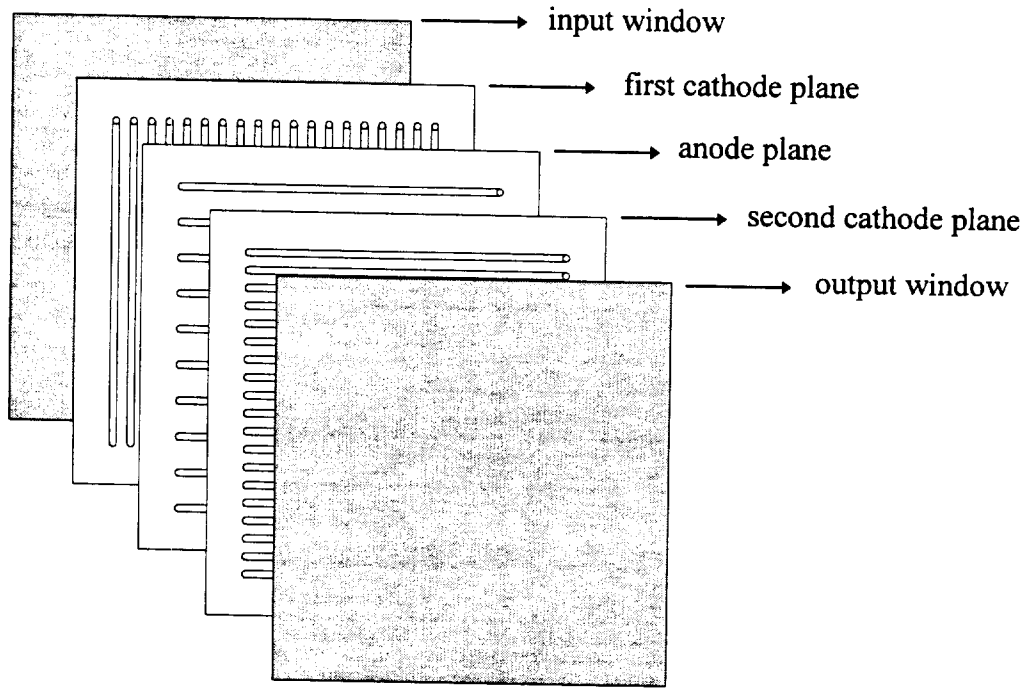 input window
first cathode plane
anode plane
second cathode plane
output window